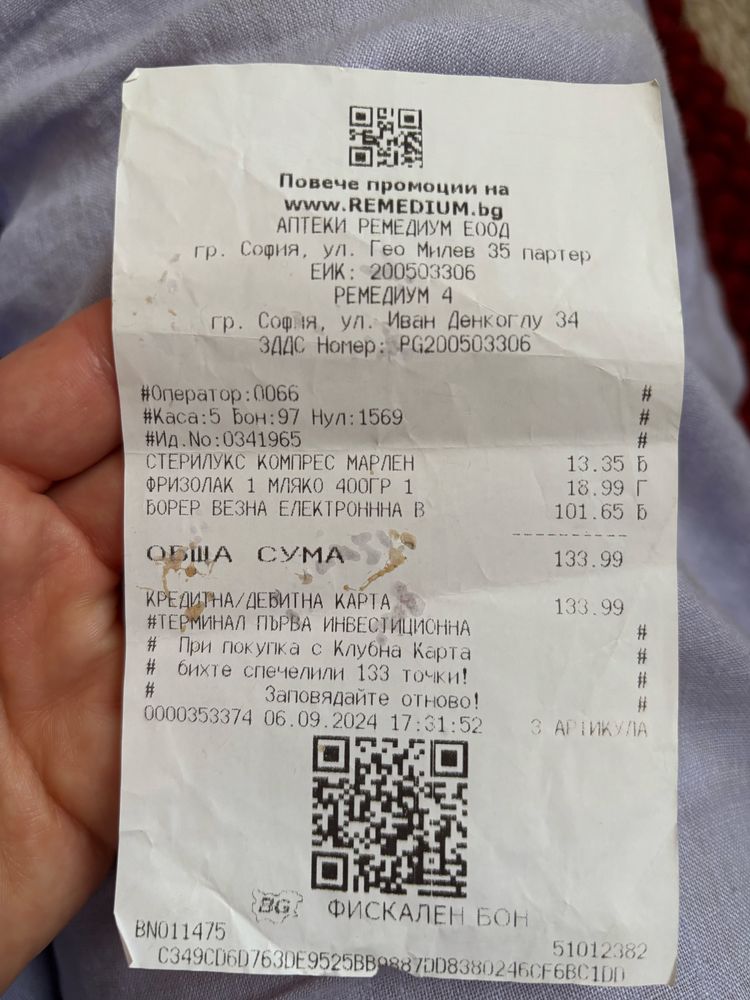 Повече промоции на
www.REMEDIUM.bg
АПТЕКИ РЕМЕДИУМ ЕООД
гр. София, ул. Гео Милев 35 партер
ЕИК: 200503306
РЕМЕДИУМ 4
гр. София, ул. Иван Денкоглу 34
ЗДДС Номер: PG200503306
#Оператор:0066 #
#Каса:5 Бон:97 Нул:1569 #
#Ид.No:0341965 #
СТЕРИЛУКС КОМПРЕС МАРЛЕН 13.35 Б
ФРИЗОЛАК 1 МЛЯКО 400ГР 1 18.99 Г
БОРЕР ВЕЗНА ЕЛЕКТРОННА В 101.65 Б
ОБЩА СУМА 133.99
КРЕДИТНА/ДЕБИТНА КАРТА 133.99
#ТЕРМИНАЛ ПЪРВА ИНВЕСТИЦИОННА #
# При покупка с Клубна Карта #
# бихте спечелили 133 точки! #
# Заповядайте отново! #
0000353374 06.09.2024 17:31:52 3 АРТИКУЛА
BG ФИСКАЛЕН БОН
BN011475 51012382
C349CD6D763DE9525BB9887DD8380246CF6BC1DD